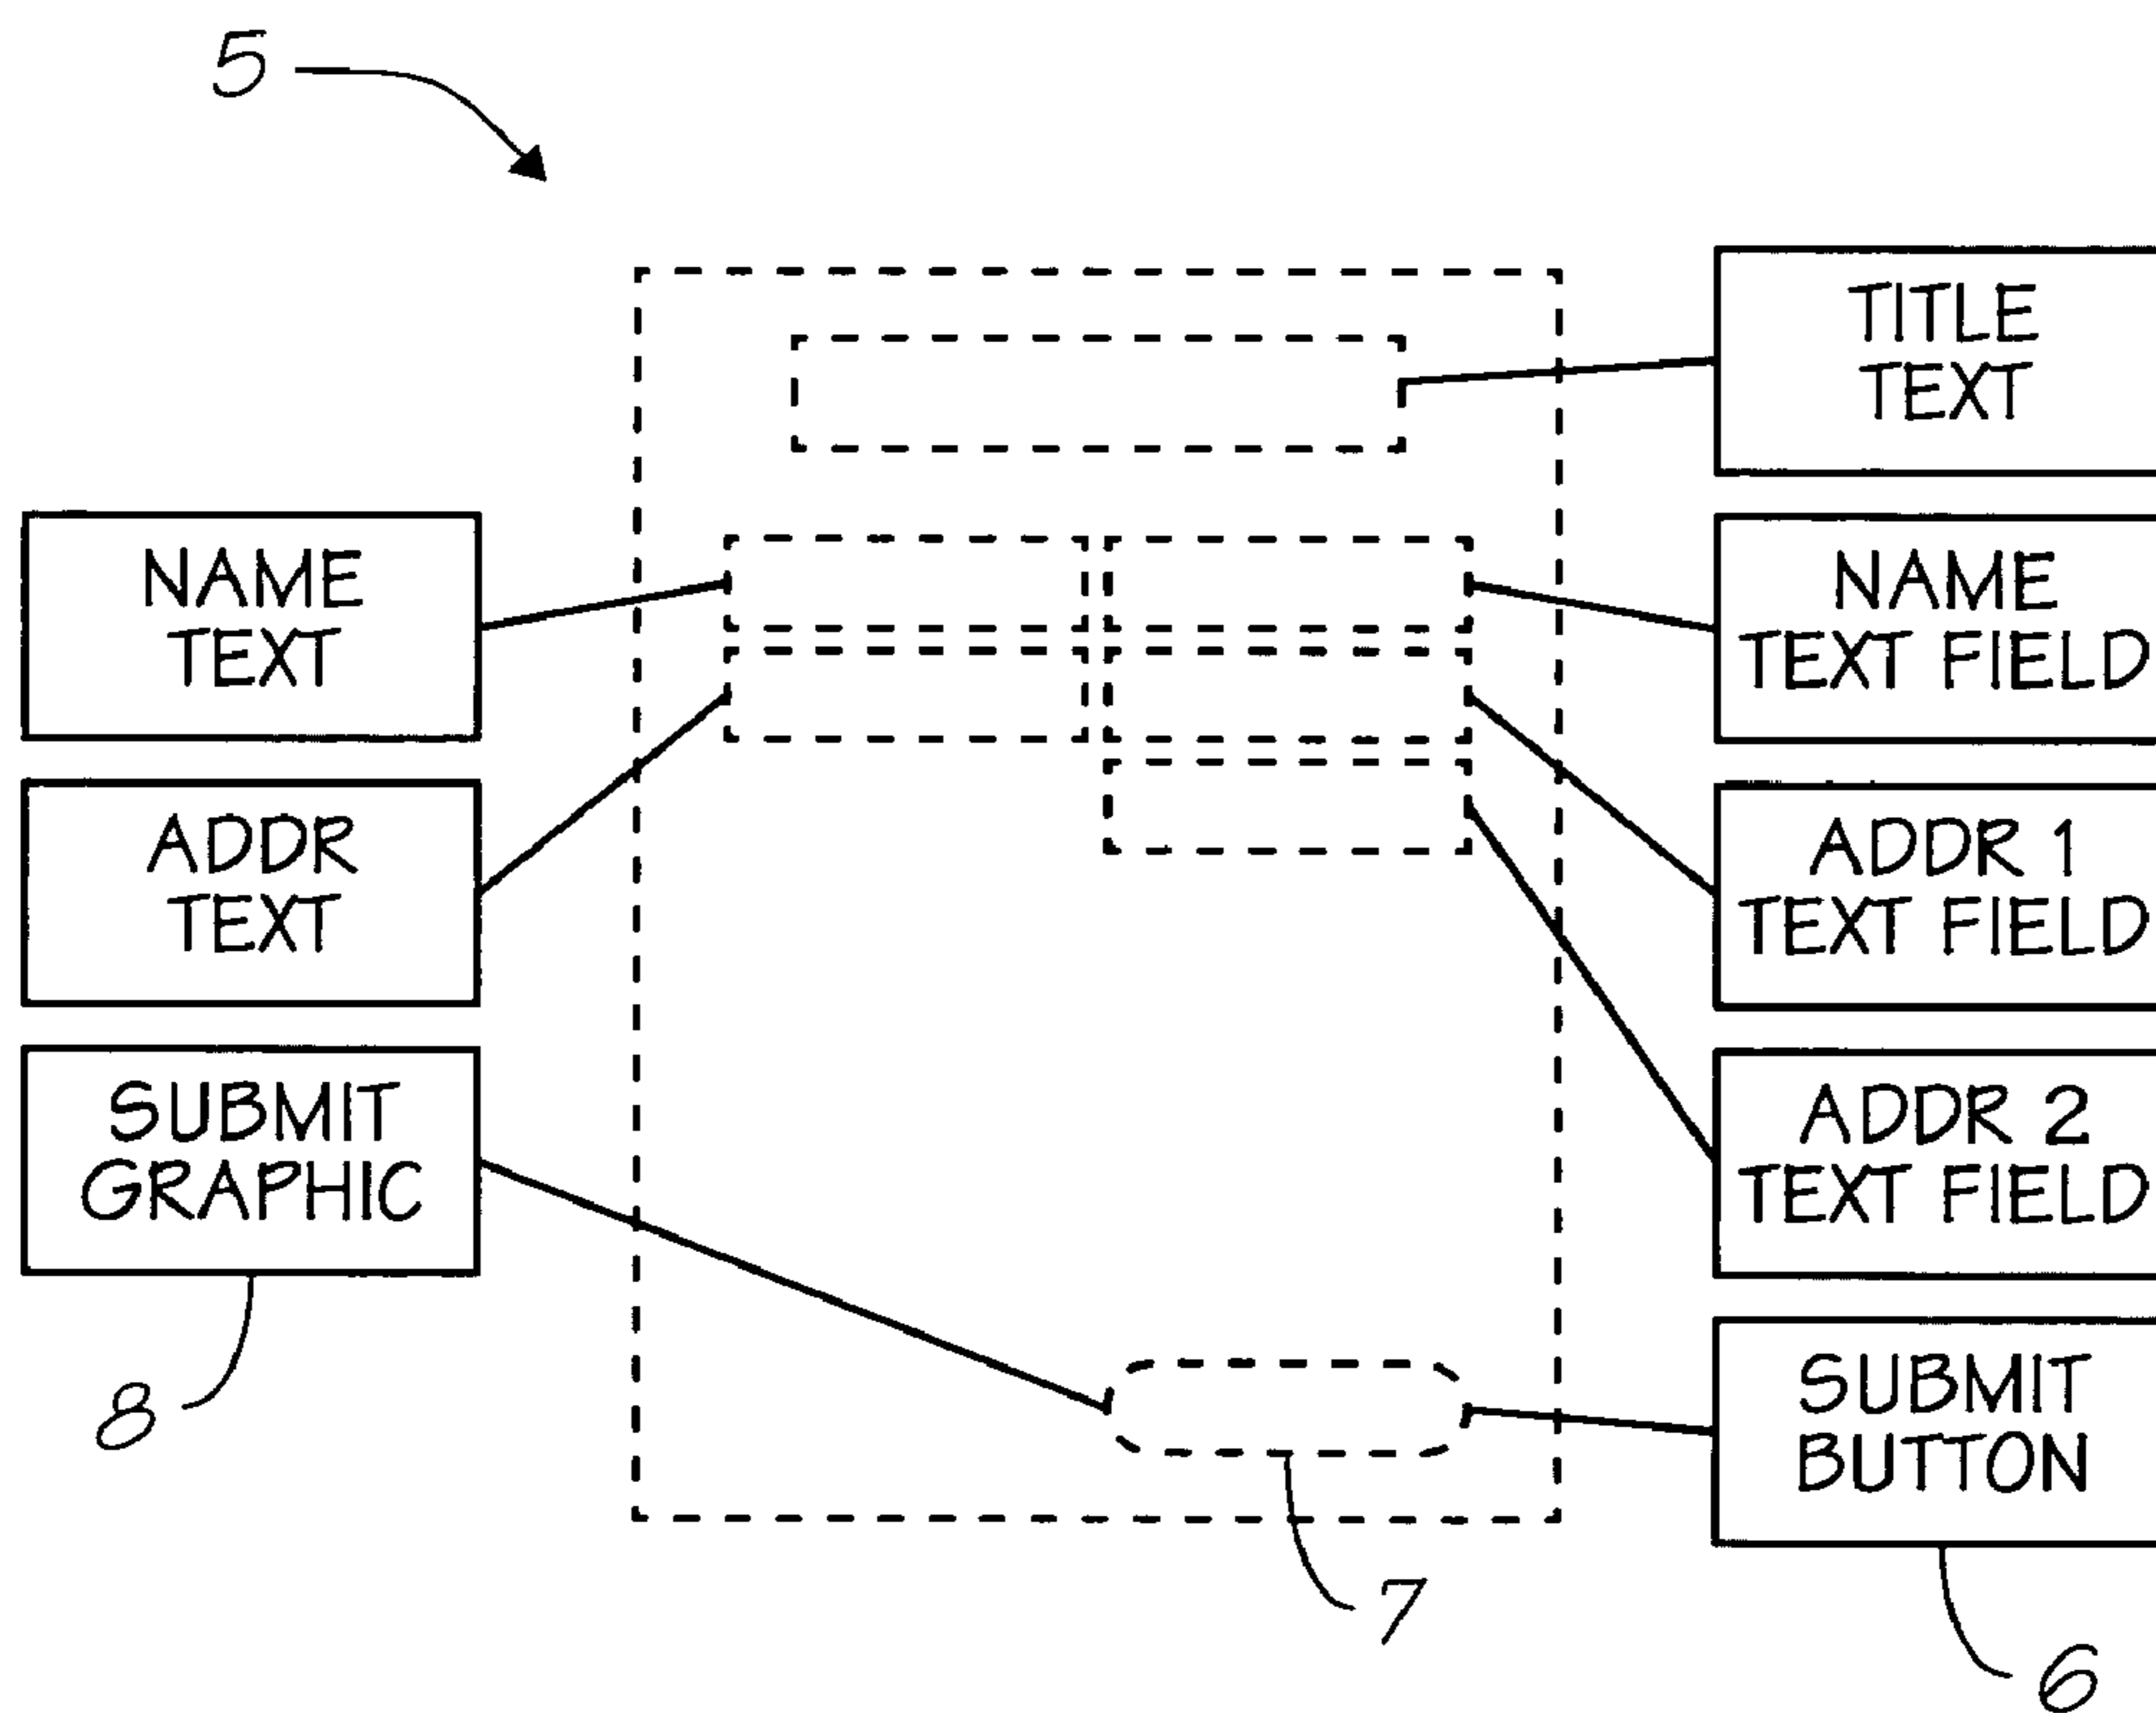 5
TITLE
TEXT
NAME
TEXT
NAME
TEXT FIELD
ADDR
TEXT
ADDR 1
TEXT FIELD
SUBMIT
GRAPHIC
ADDR 2
TEXT FIELD
8
SUBMIT
BUTTON
7
6